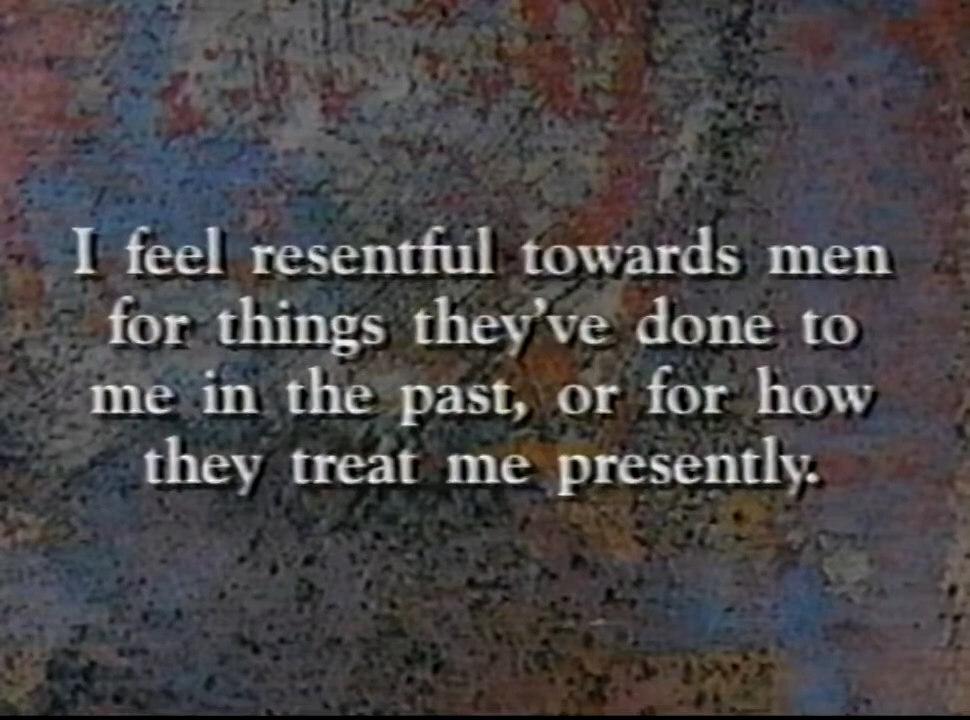 I feel resentful towards men
for things they've done to
me in the past, or for how
they treat me presently.